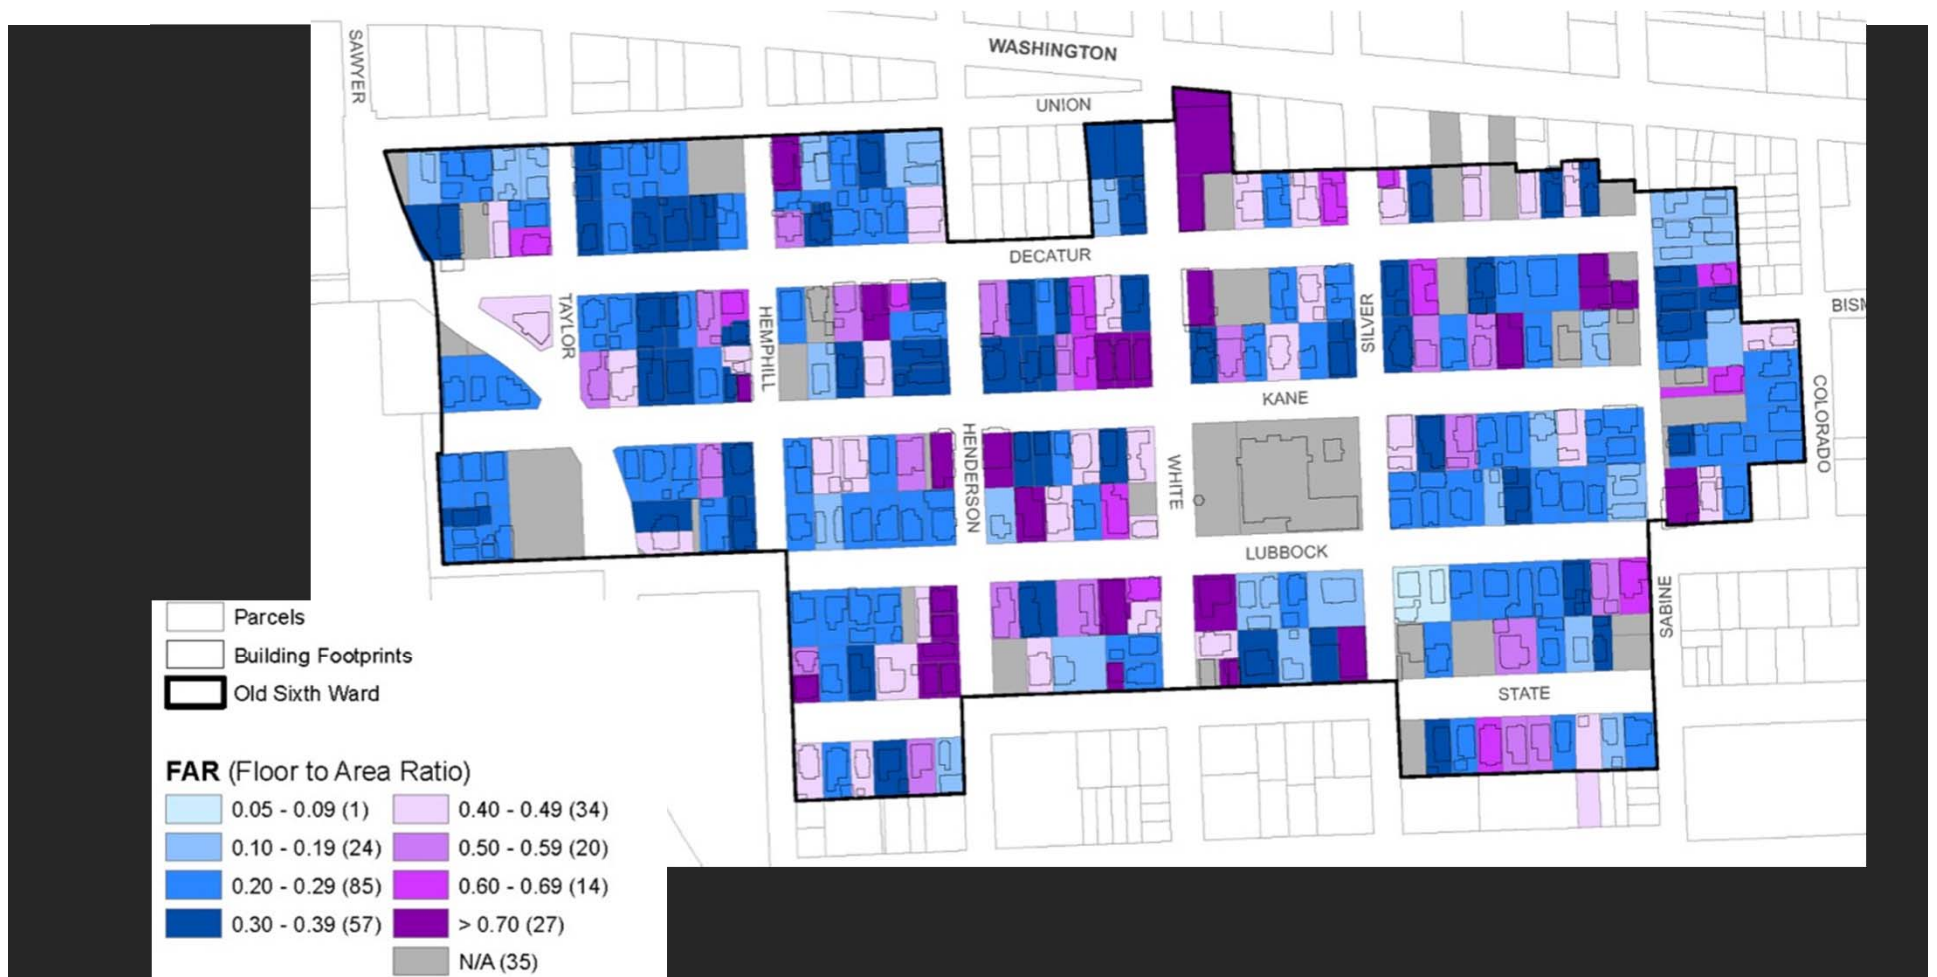 SAWYER
WASHINGTON
UNION
DECATUR
TAYLOR
HEMPHILL
SILVER
BISM
KANE
COLORADO
HENDERSON
WHITE
LUBBOCK
SABINE
STATE
Parcels
Building Footprints
Old Sixth Ward
FAR (Floor to Area Ratio)
0.05 - 0.09 (1)
0.10 - 0.19 (24)
0.20 - 0.29 (85)
0.30 - 0.39 (57)
0.40 - 0.49 (34)
0.50 - 0.59 (20)
0.60 - 0.69 (14)
> 0.70 (27)
N/A (35)